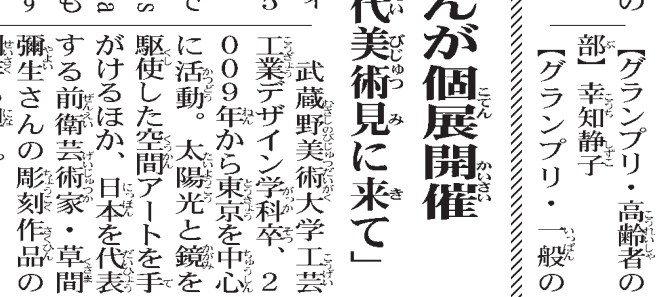 の
【グランプリ・高齢者の
部】幸知静子
【グランプリ・一般の
んが個展開催
代美術見に来て」
武蔵野美術大学工芸
工業デザイン学科卒、2
009年から東京を中心
に活動。太陽光と鏡を
駆使した空間アートを手
がけるほか、日本を代表
する前衛芸術家・草間
彌生さんの彫刻作品の